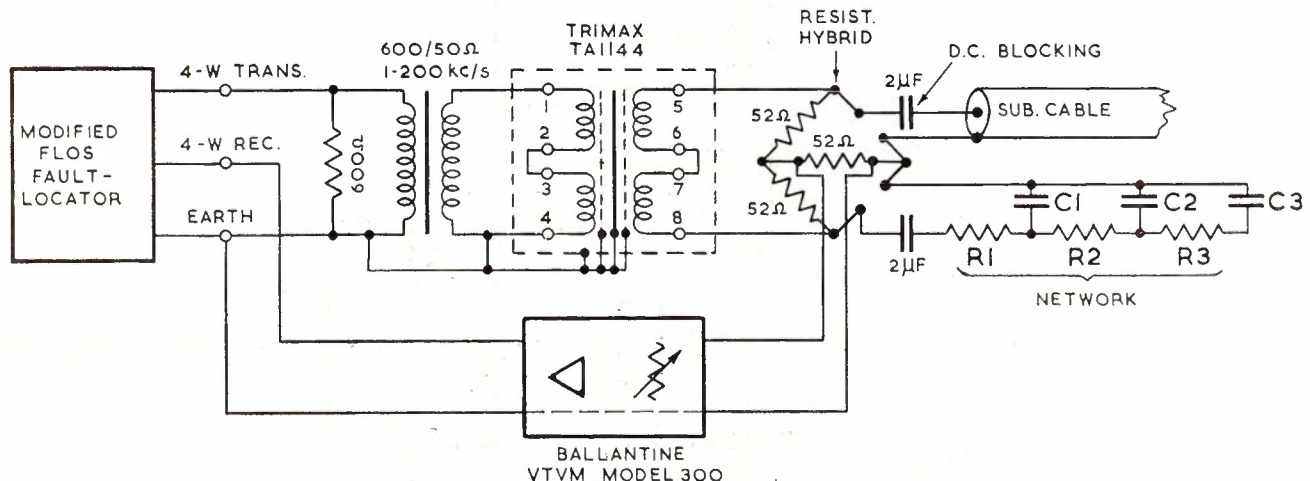 MODIFIED
FLOS
FAULT-
LOCATOR
4-W TRANS.
4-W REC.
EARTH
600Ω
600/50Ω
1-200 kc/s
TRIMAX
TA1144
1
2
3
4
5
6
7
8
RESIST.
HYBRID
52Ω
52Ω
52Ω
2µF
D.C. BLOCKING
SUB. CABLE
2µF
C1
C2
C3
R1
R2
R3
NETWORK
BALLANTINE
VTVM MODEL 300